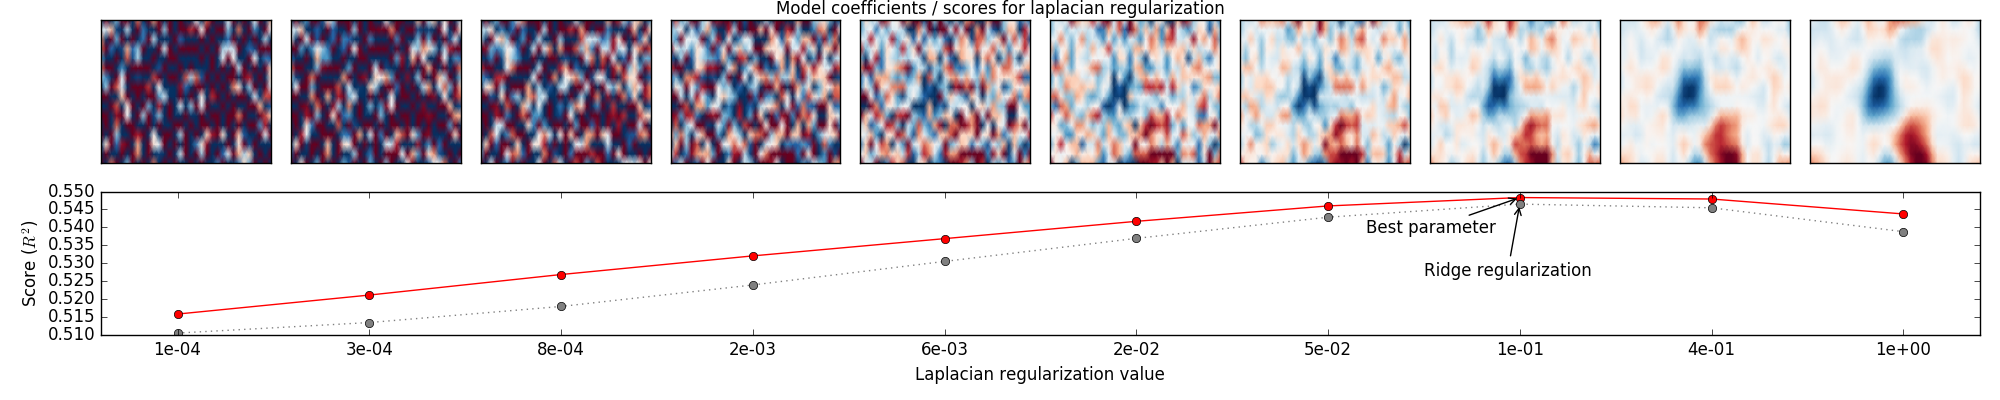 Model coefficients / scores for laplacian regularization
0.550
0.545
0.540
0.535
0.530
0.525
0.520
0.515
0.510
Score (R²)
Best parameter
Ridge regularization
1e-04 3e-04 8e-04 2e-03 6e-03 2e-02 5e-02 1e-01 4e-01 1e+00
Laplacian regularization value